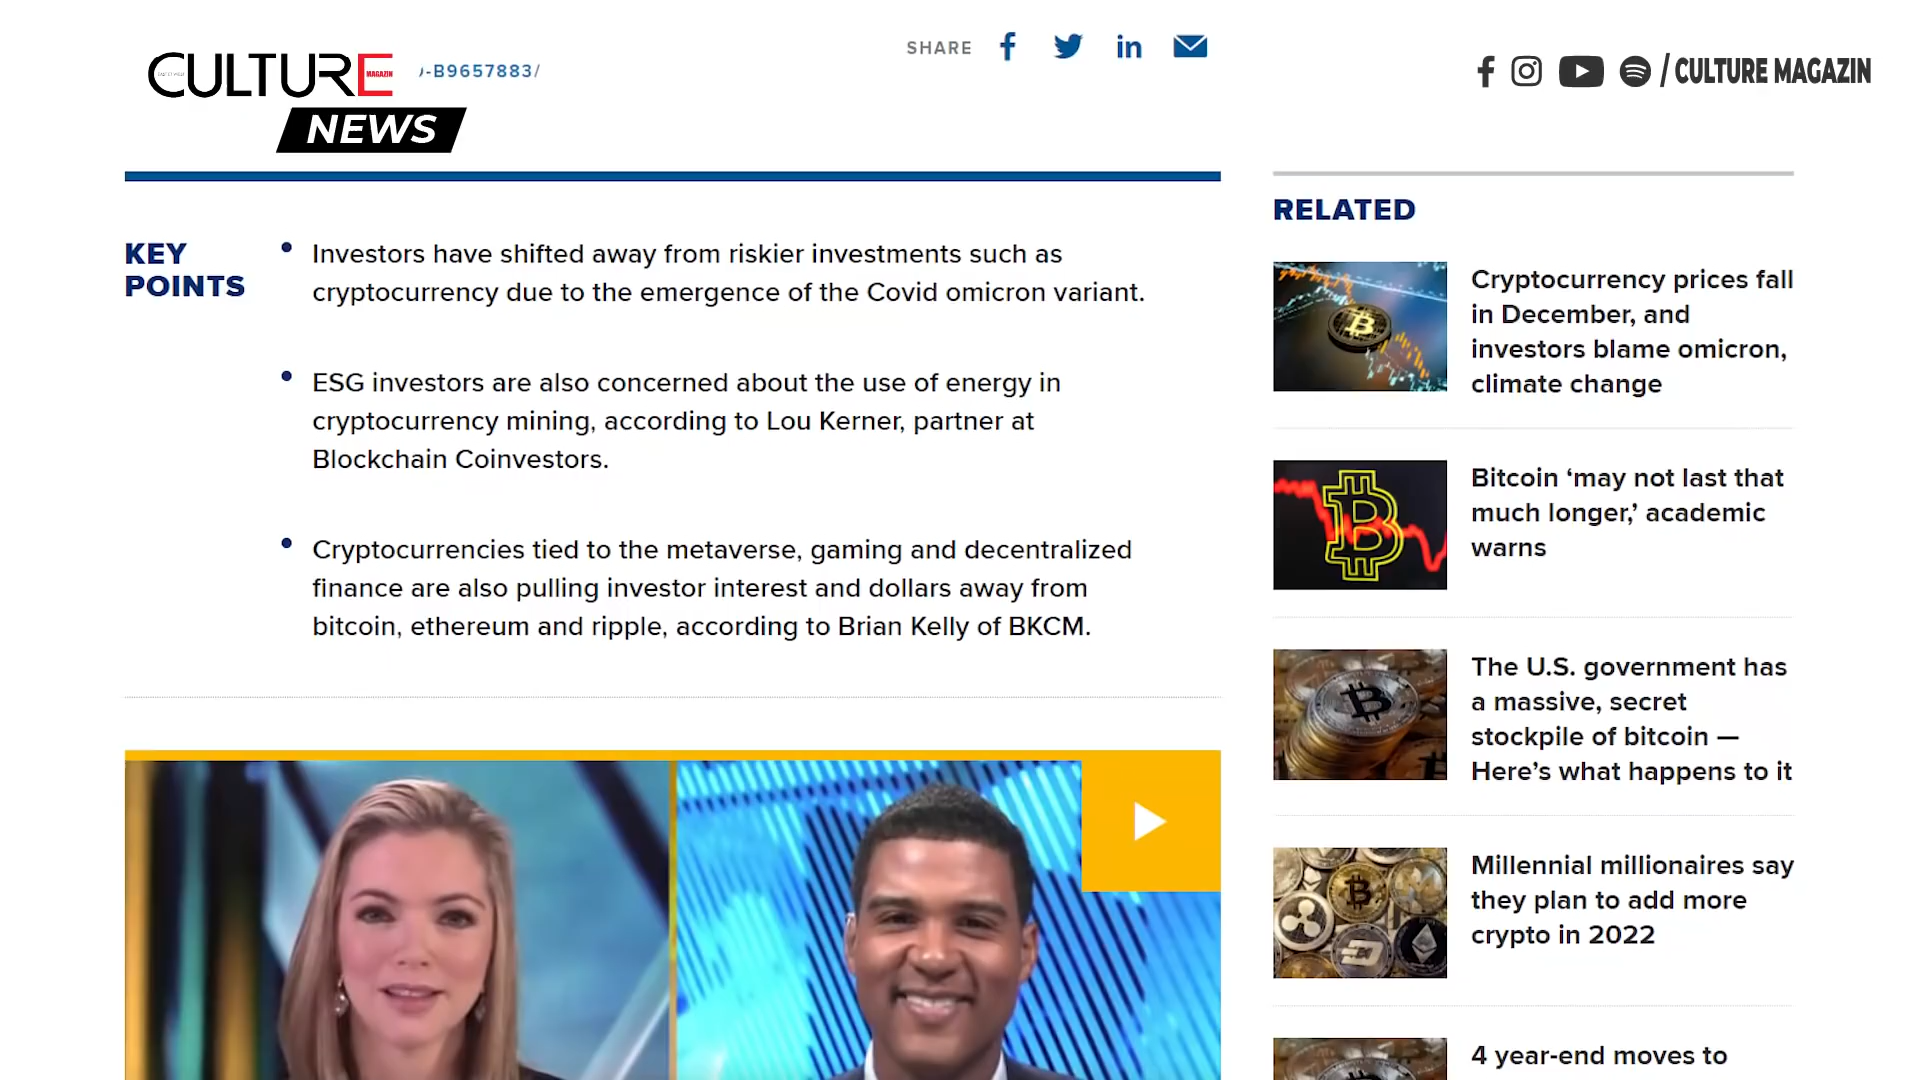 CULTURE
MAGAZIN
NEWS
-B9657883/
SHARE
/ CULTURE MAGAZIN
KEY
POINTS
• Investors have shifted away from riskier investments such as
cryptocurrency due to the emergence of the Covid omicron variant.
• ESG investors are also concerned about the use of energy in
cryptocurrency mining, according to Lou Kerner, partner at
Blockchain Coinvestors.
• Cryptocurrencies tied to the metaverse, gaming and decentralized
finance are also pulling investor interest and dollars away from
bitcoin, ethereum and ripple, according to Brian Kelly of BKCM.
RELATED
Cryptocurrency prices fall
in December, and
investors blame omicron,
climate change
Bitcoin ‘may not last that
much longer,’ academic
warns
The U.S. government has
a massive, secret
stockpile of bitcoin —
Here’s what happens to it
Millennial millionaires say
they plan to add more
crypto in 2022
4 year-end moves to